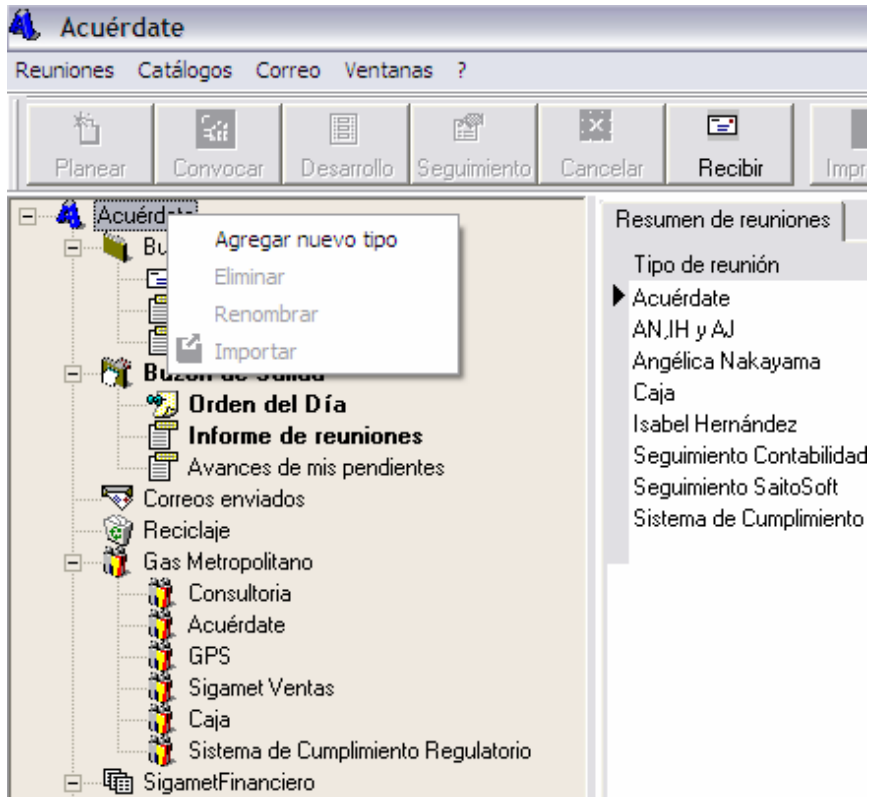 Acuérdate
Reuniones Catálogos Correo Ventanas ?
Planear Convocar Desarrollo Seguimiento Cancelar Recibir
Acuérdate
Agregar nuevo tipo
Eliminar
Renombrar
Importar
Buzón de Salida
Orden del Día
Informe de reuniones
Avances de mis pendientes
Correos enviados
Reciclaje
Gas Metropolitano
Consultoria
Acuérdate
GPS
Sigamet Ventas
Caja
Sistema de Cumplimiento Regulatorio
SigametFinanciero
Resumen de reuniones
Tipo de reunión
Acuérdate
AN,IH y AJ
Angélica Nakayama
Caja
Isabel Hernández
Seguimiento Contabilidad
Seguimiento SaitoSoft
Sistema de Cumplimiento